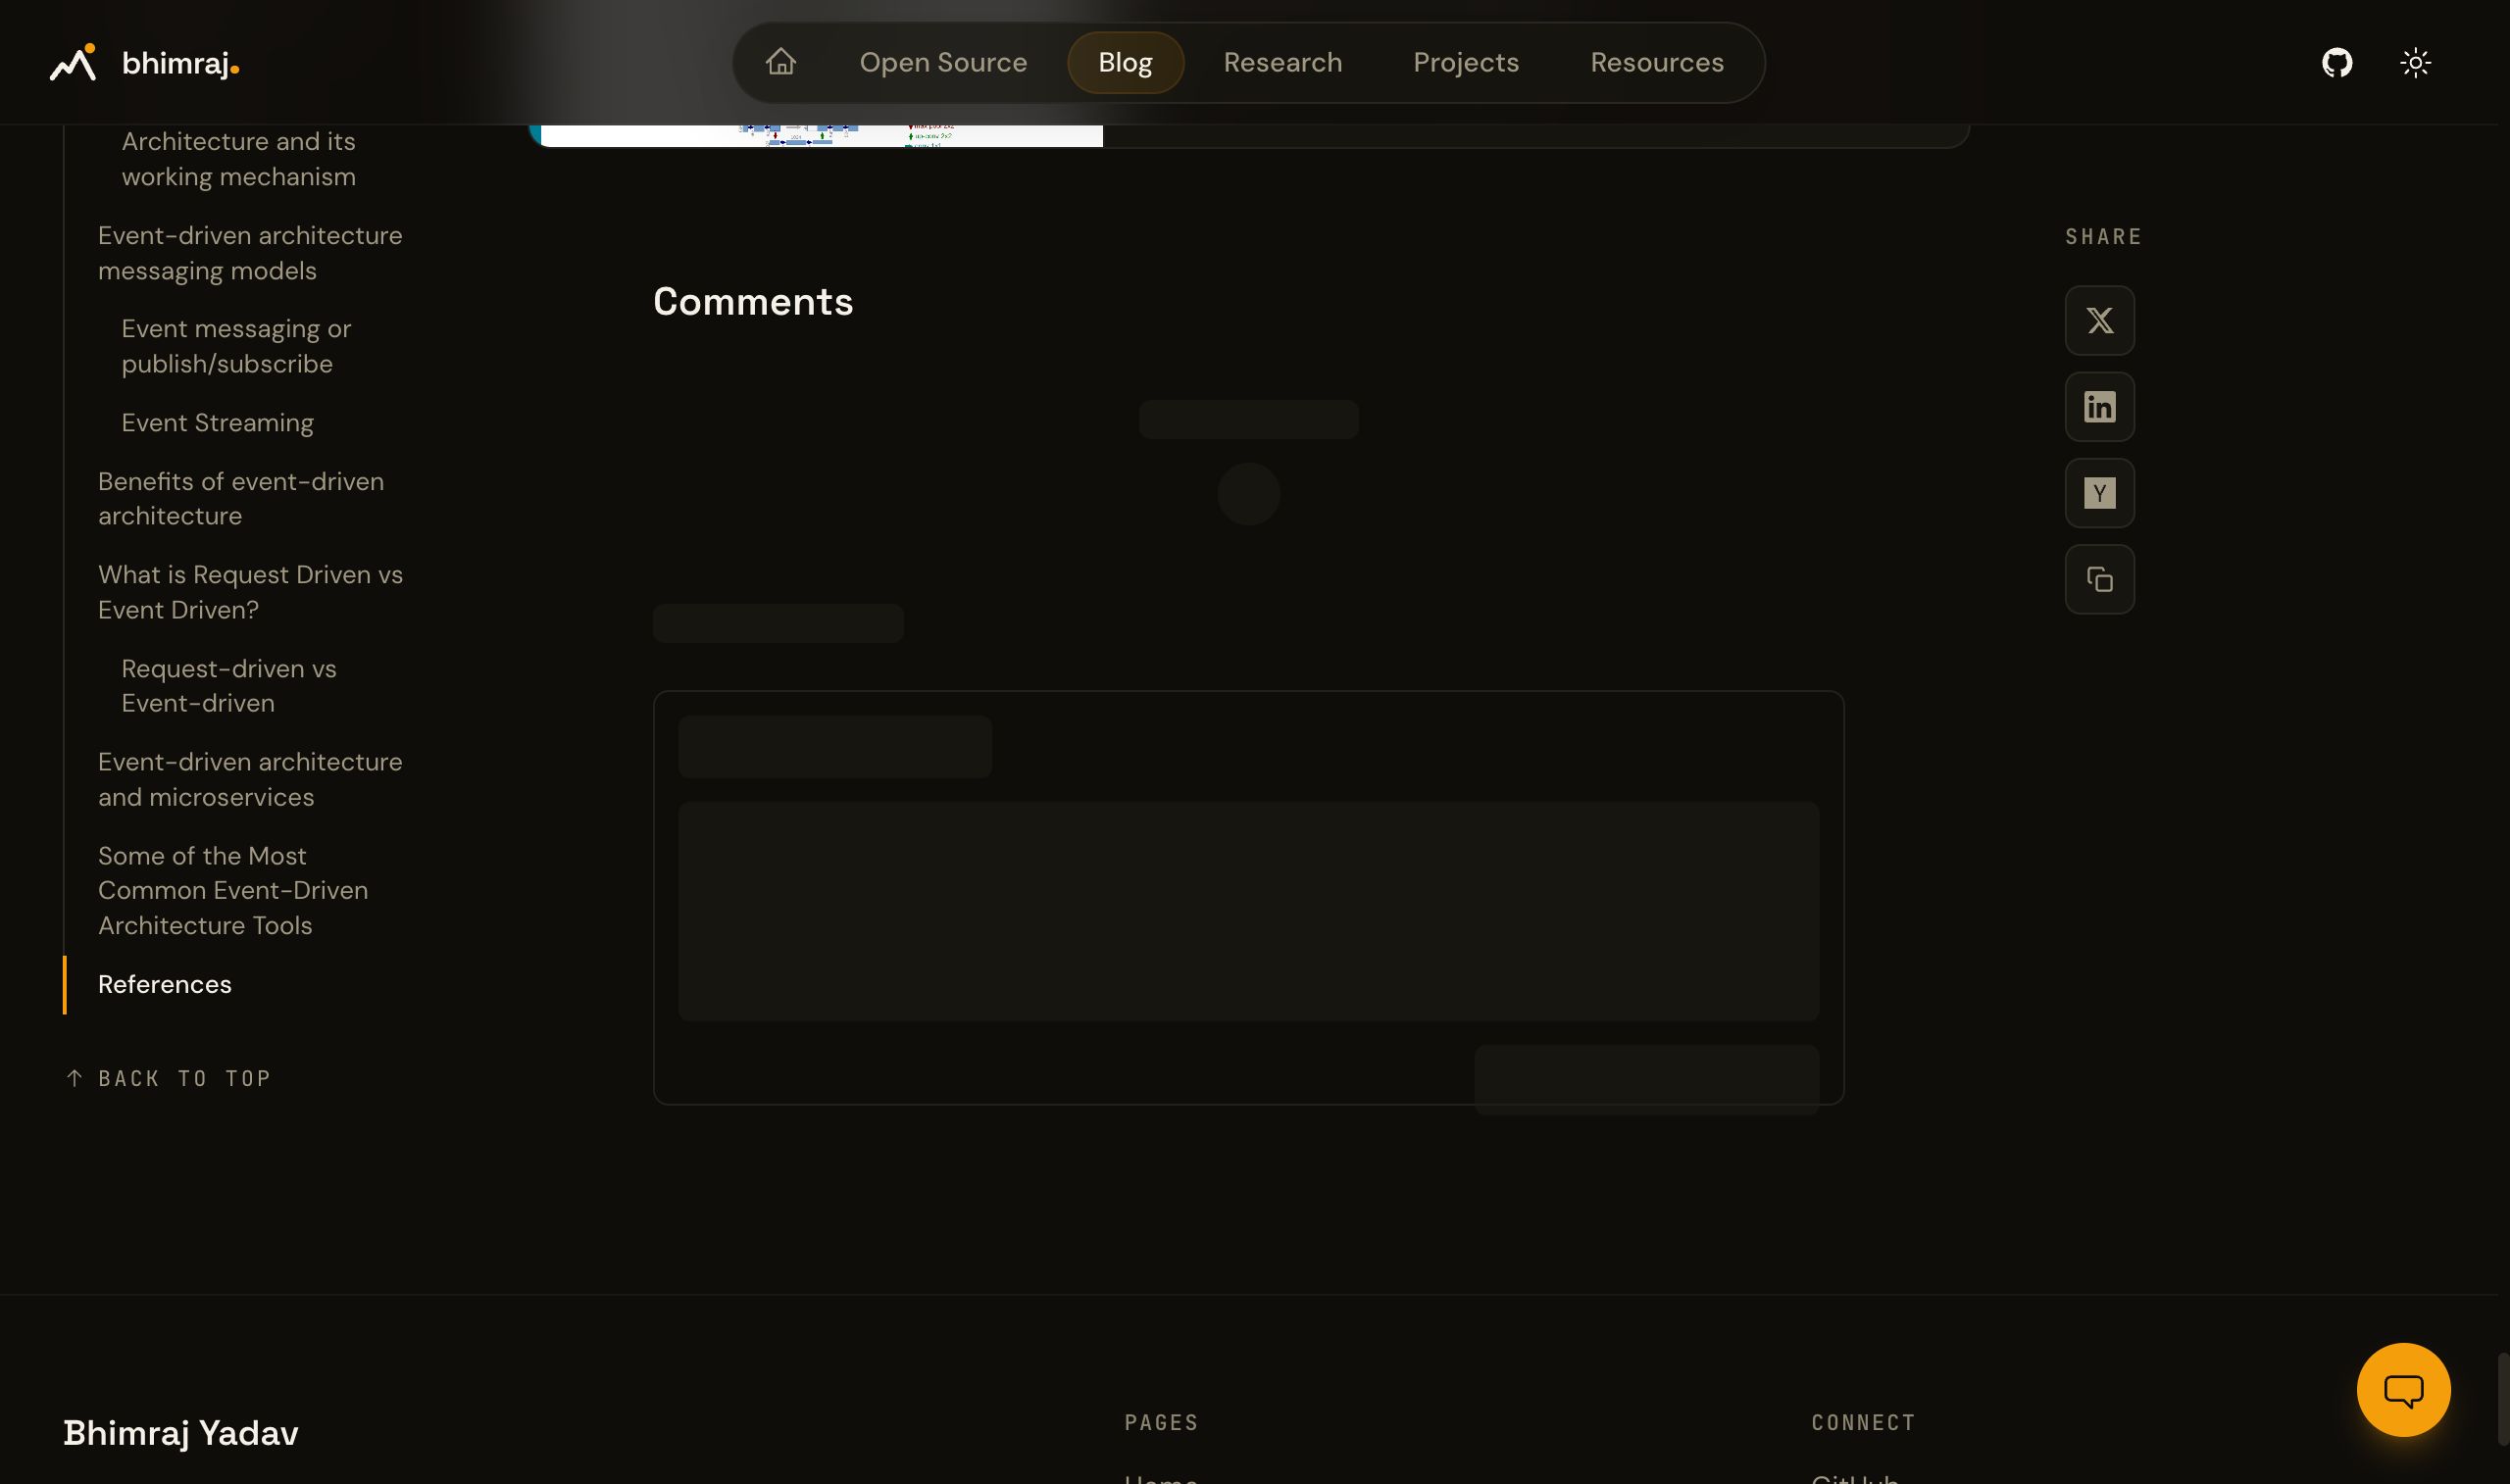 bhimraj.
Open Source
Blog
Research
Projects
Resources
Architecture and its
working mechanism
Event-driven architecture
messaging models
Event messaging or
publish/subscribe
Event Streaming
Benefits of event-driven
architecture
What is Request Driven vs
Event Driven?
Request-driven vs
Event-driven
Event-driven architecture
and microservices
Some of the Most
Common Event-Driven
Architecture Tools
References
↑ BACK TO TOP
Comments
SHARE
Bhimraj Yadav
PAGES
Home
CONNECT
GitHub